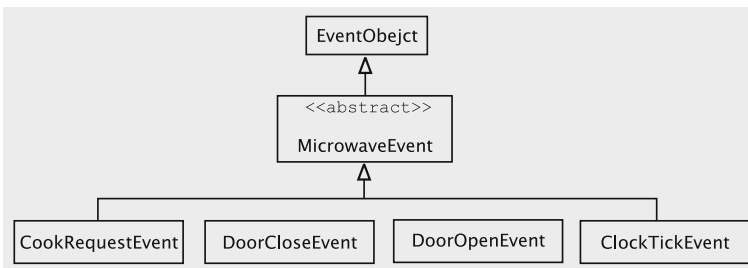 EventObejct
<<abstract>>
MicrowaveEvent
CookRequestEvent
DoorCloseEvent
DoorOpenEvent
ClockTickEvent